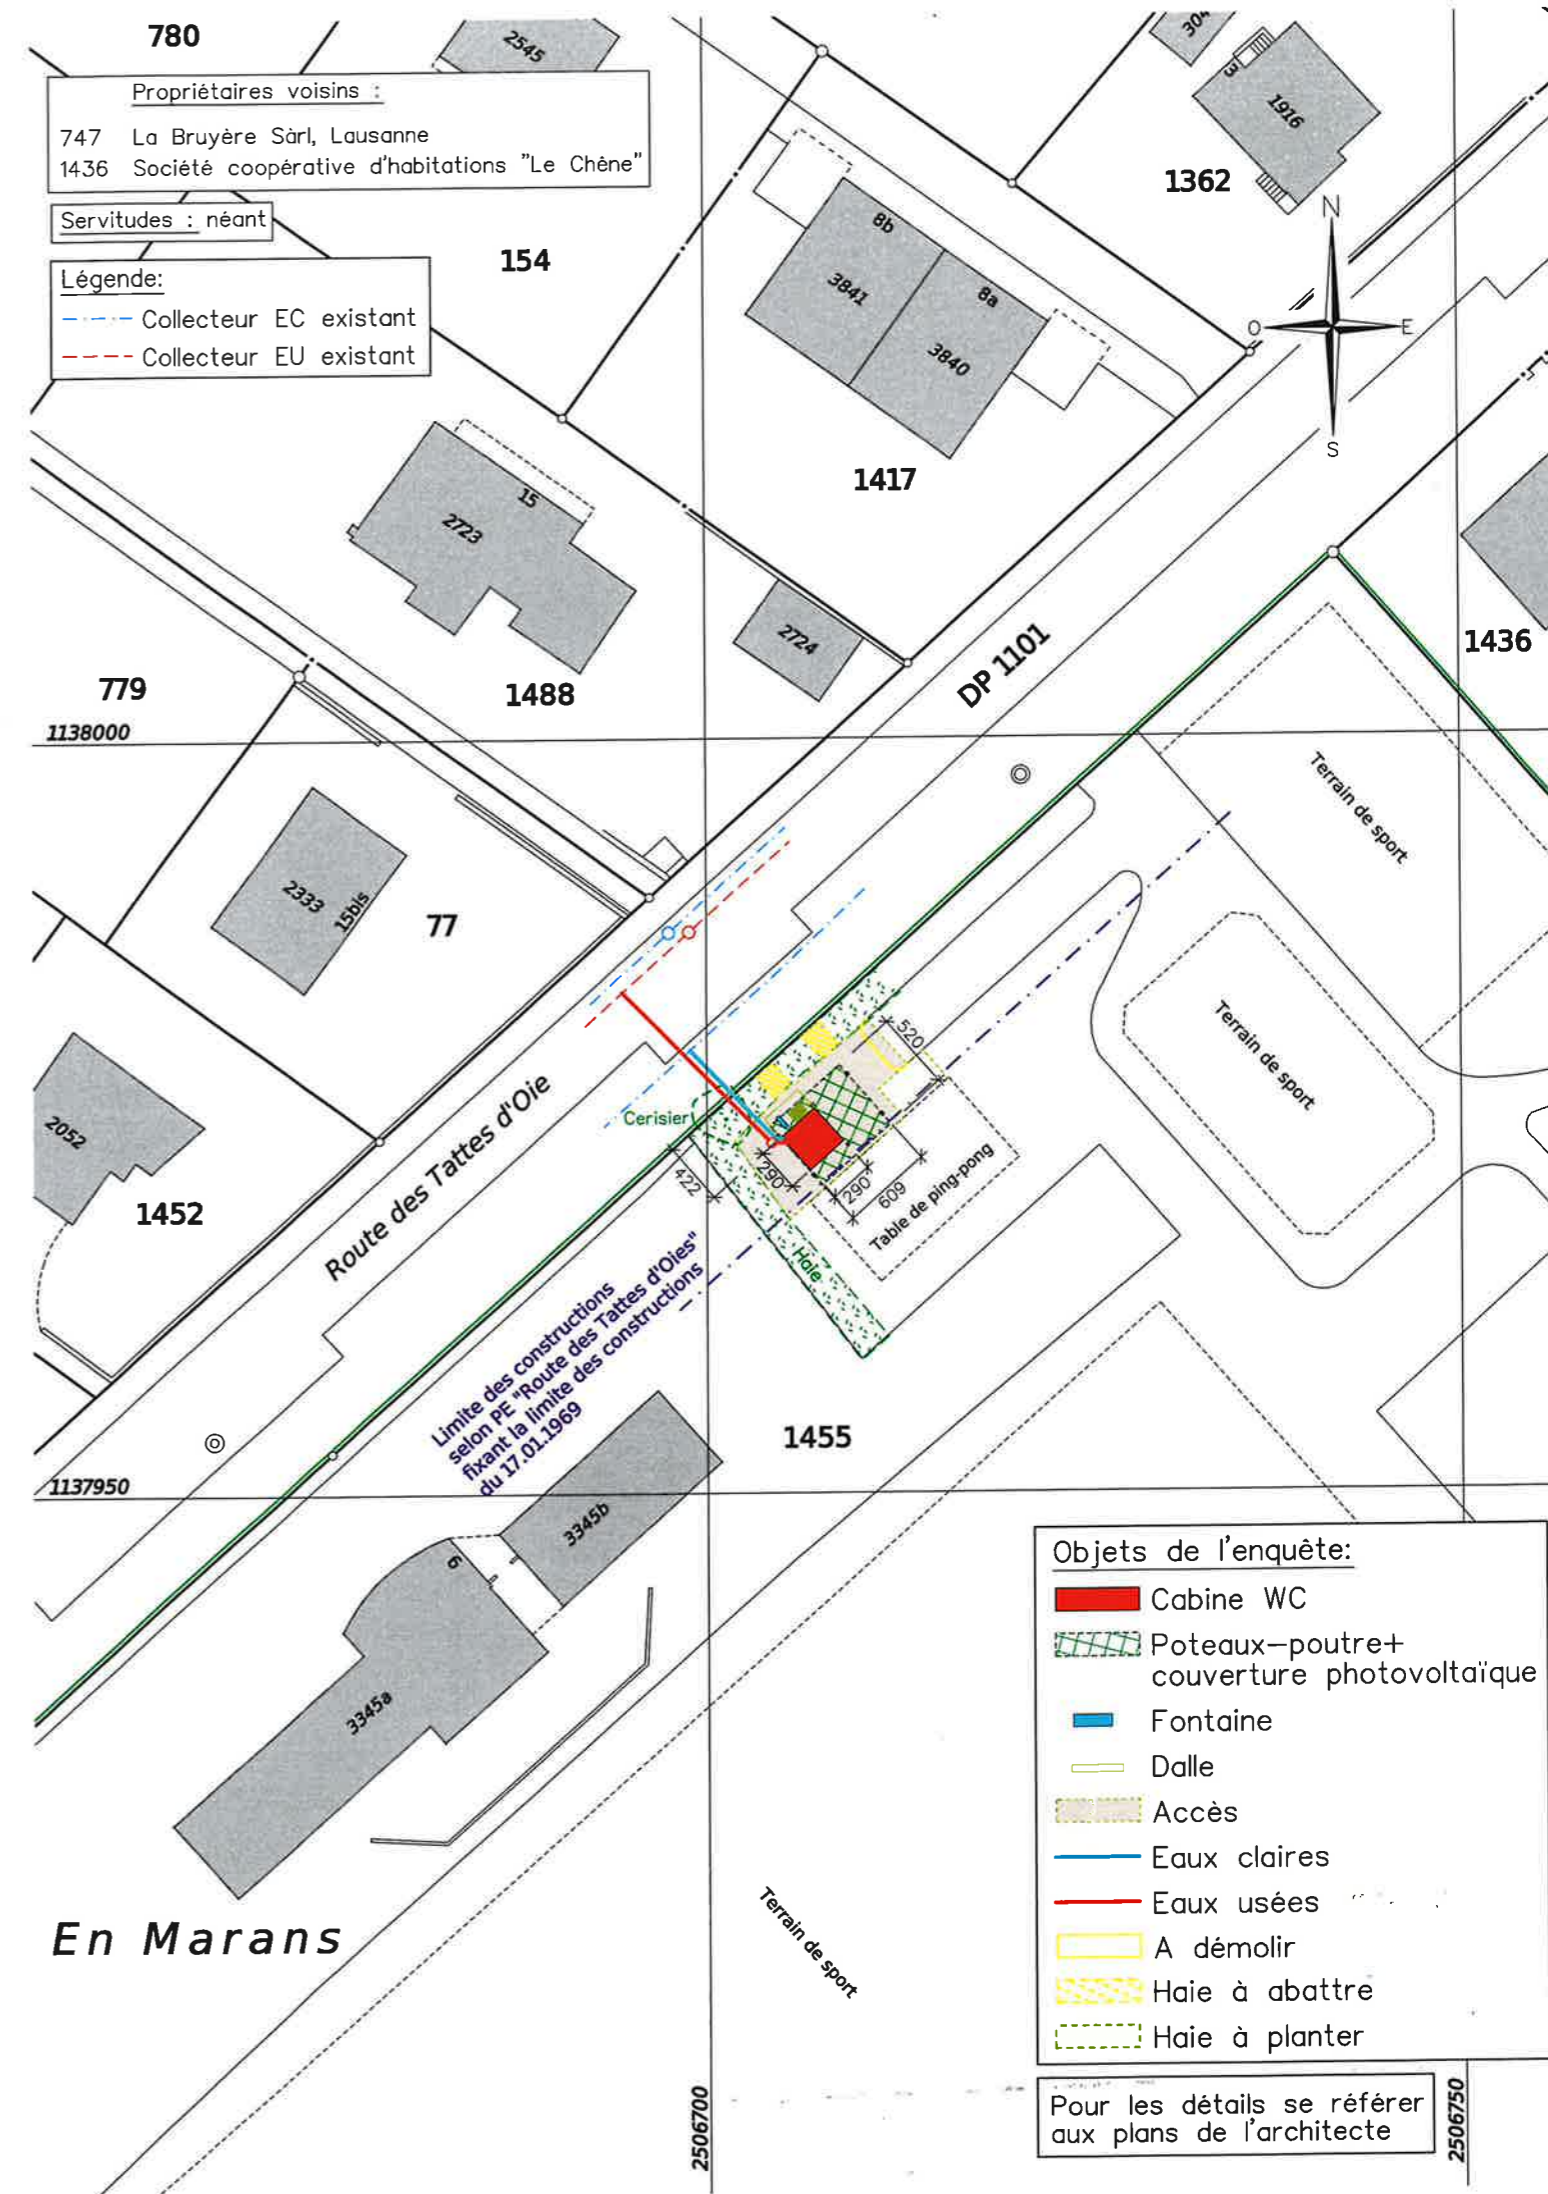 780
2545
304
3
1916
Propriétaires voisins :
747 La Bruyère Sàrl, Lausanne
1436 Société coopérative d'habitations "Le Chêne"
1362
Servitudes : néant
N
8b
154
Légende:
3841
8a
O
E
Collecteur EC existant
Collecteur EU existant
3840
S
1417
15
2723
2724
DP 1101
1436
779
1488
1138000
Terrain de sport
2333
15bis
77
Terrain de sport
520
2052
Cerisier
Route des Tattes d'Oie
422
290
290
609
Table de ping-pong
1452
Haie
Limite des constructions
selon PE "Route des Tattes d'Oies"
fixant la limite des constructions
du 17.01.1969
1455
1137950
3345b
6
3345a
Objets de l'enquête:
Cabine WC
Poteaux-poutre+
couverture photovoltaïque
Fontaine
Dalle
Accès
Eaux claires
Eaux usées
A démolir
Haie à abattre
Haie à planter
En Marans
Terrain de sport
2506700
Pour les détails se référer
aux plans de l'architecte
2506750